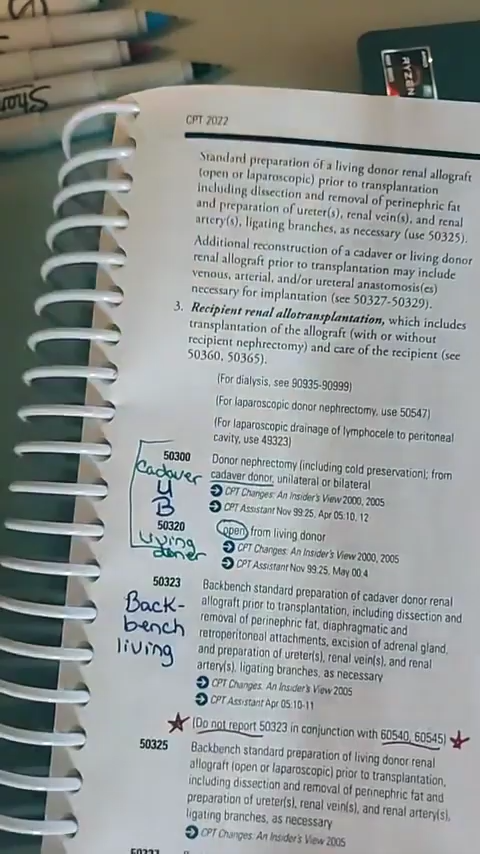 Shar
RYZEN
CPT 2022
Standard preparation of a living donor renal allograft
(open or laparoscopic) prior to transplantation
including dissection and removal of perinephric fat
and preparation of ureter(s), renal vein(s), and renal
artery(s), ligating branches, as necessary (use 50325).
Additional reconstruction of a cadaver or living donor
renal allograft prior to transplantation may include
venous, arterial, and/or ureteral anastomosis(es)
necessary for implantation (see 50327-50329).
3. Recipient renal allotransplantation, which includes
transplantation of the allograft (with or without
recipient nephrectomy) and care of the recipient (see
50360, 50365).
(For dialysis, see 90935-90999)
(For laparoscopic donor nephrectomy, use 50547)
(For laparoscopic drainage of lymphocele to peritoneal
cavity, use 49323)
50300 Donor nephrectomy (including cold preservation); from
cadaver donor, unilateral or bilateral
CPT Changes: An Insider's View 2000, 2005
CPT Assistant Nov 99:25, Apr 05:10, 12
Cadaver
U
B
50320 open, from living donor
CPT Changes: An Insider's View 2000, 2005
CPT Assistant Nov 99:25, May 00:4
Living
donor
50323 Backbench standard preparation of cadaver donor renal
allograft prior to transplantation, including dissection and
removal of perinephric fat, diaphragmatic and
retroperitoneal attachments, excision of adrenal gland,
and preparation of ureter(s), renal vein(s), and renal
artery(s), ligating branches, as necessary
CPT Changes: An Insider's View 2005
CPT Assistant Apr 05:10-11
Back-
bench
living
(Do not report 50323 in conjunction with 60540, 60545)
50325 Backbench standard preparation of living donor renal
allograft (open or laparoscopic) prior to transplantation,
including dissection and removal of perinephric fat and
preparation of ureter(s), renal vein(s), and renal artery(s),
ligating branches, as necessary
CPT Changes: An Insider's View 2005